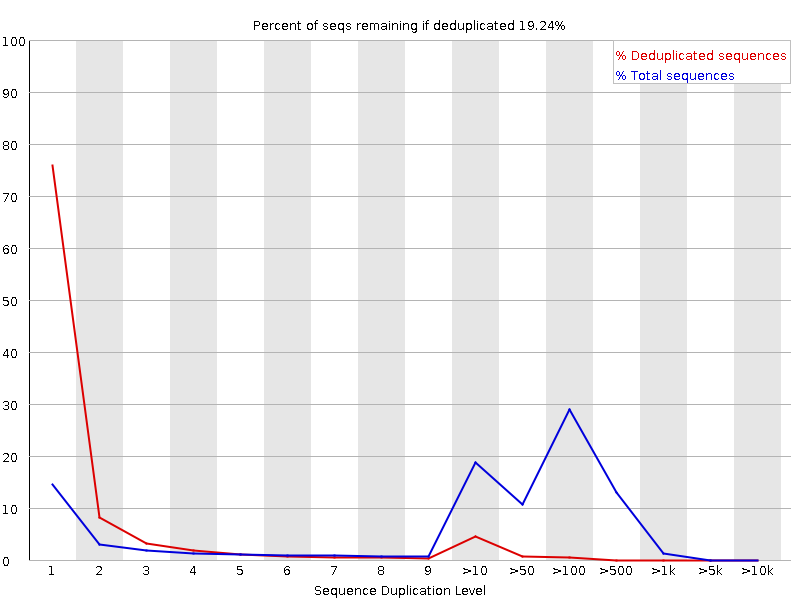 Percent of seqs remaining if deduplicated 19.24%
% Deduplicated sequences
% Total sequences
100
90
80
70
60
50
40
30
20
10
0
1 2 3 4 5 6 7 8 9 >10 >50 >100 >500 >1k >5k >10k
Sequence Duplication Level